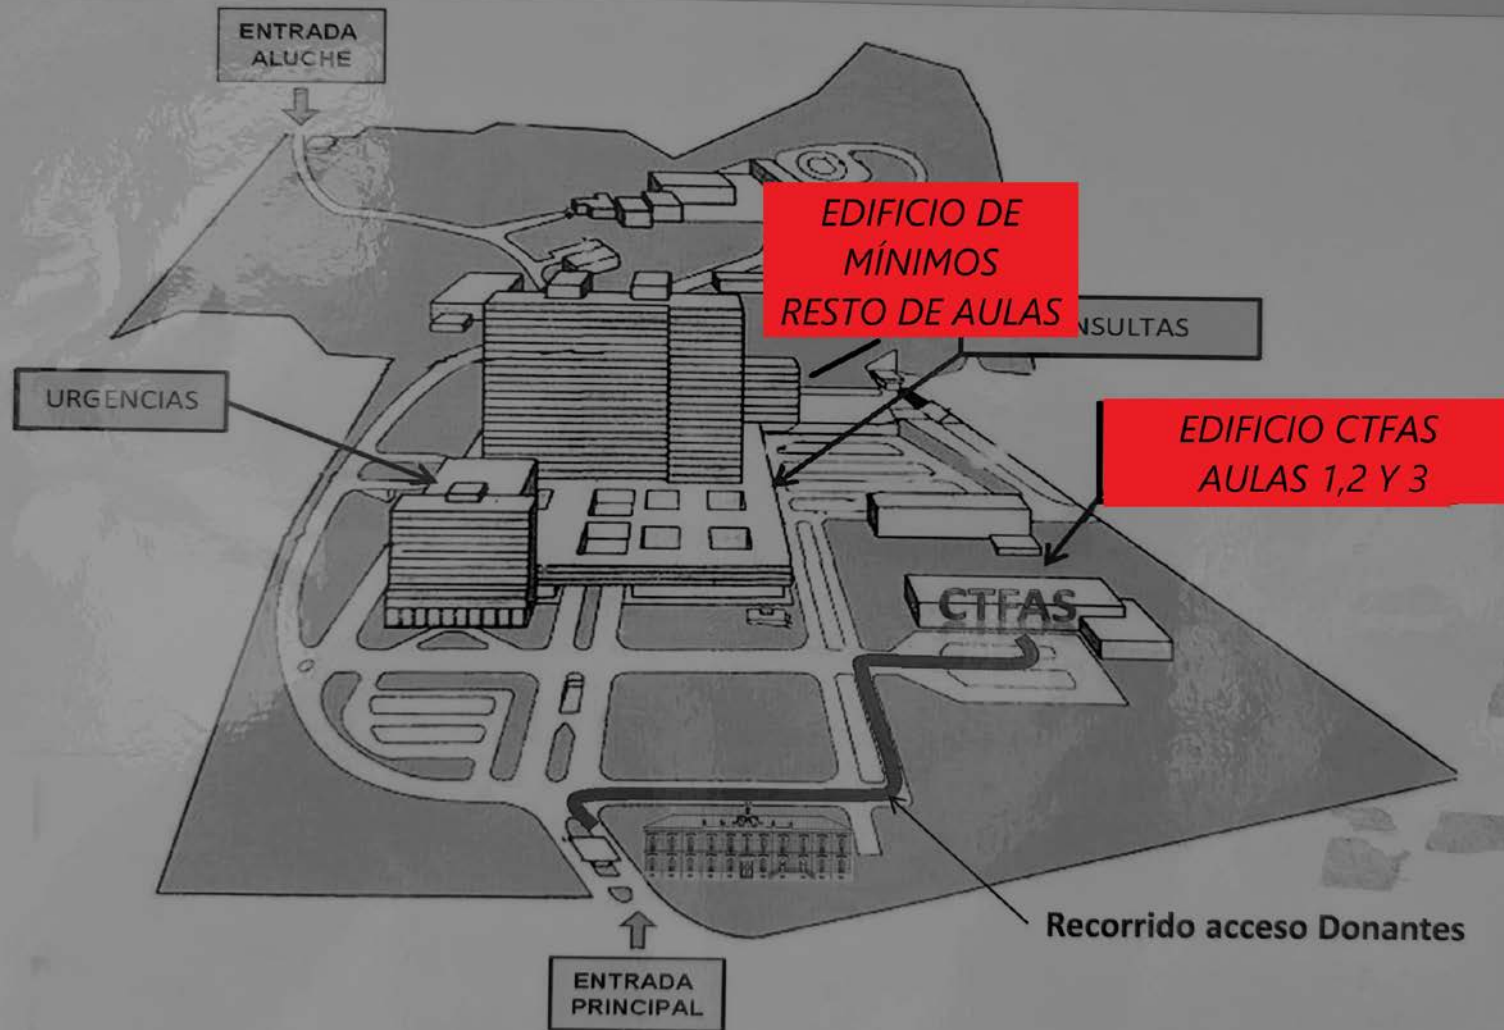 ENTRADA
ALUCHE
EDIFICIO DE
MÍNIMOS
RESTO DE AULAS
NSULTAS
URGENCIAS
EDIFICIO CTFAS
AULAS 1,2 Y 3
CTFAS
Recorrido acceso Donantes
ENTRADA
PRINCIPAL